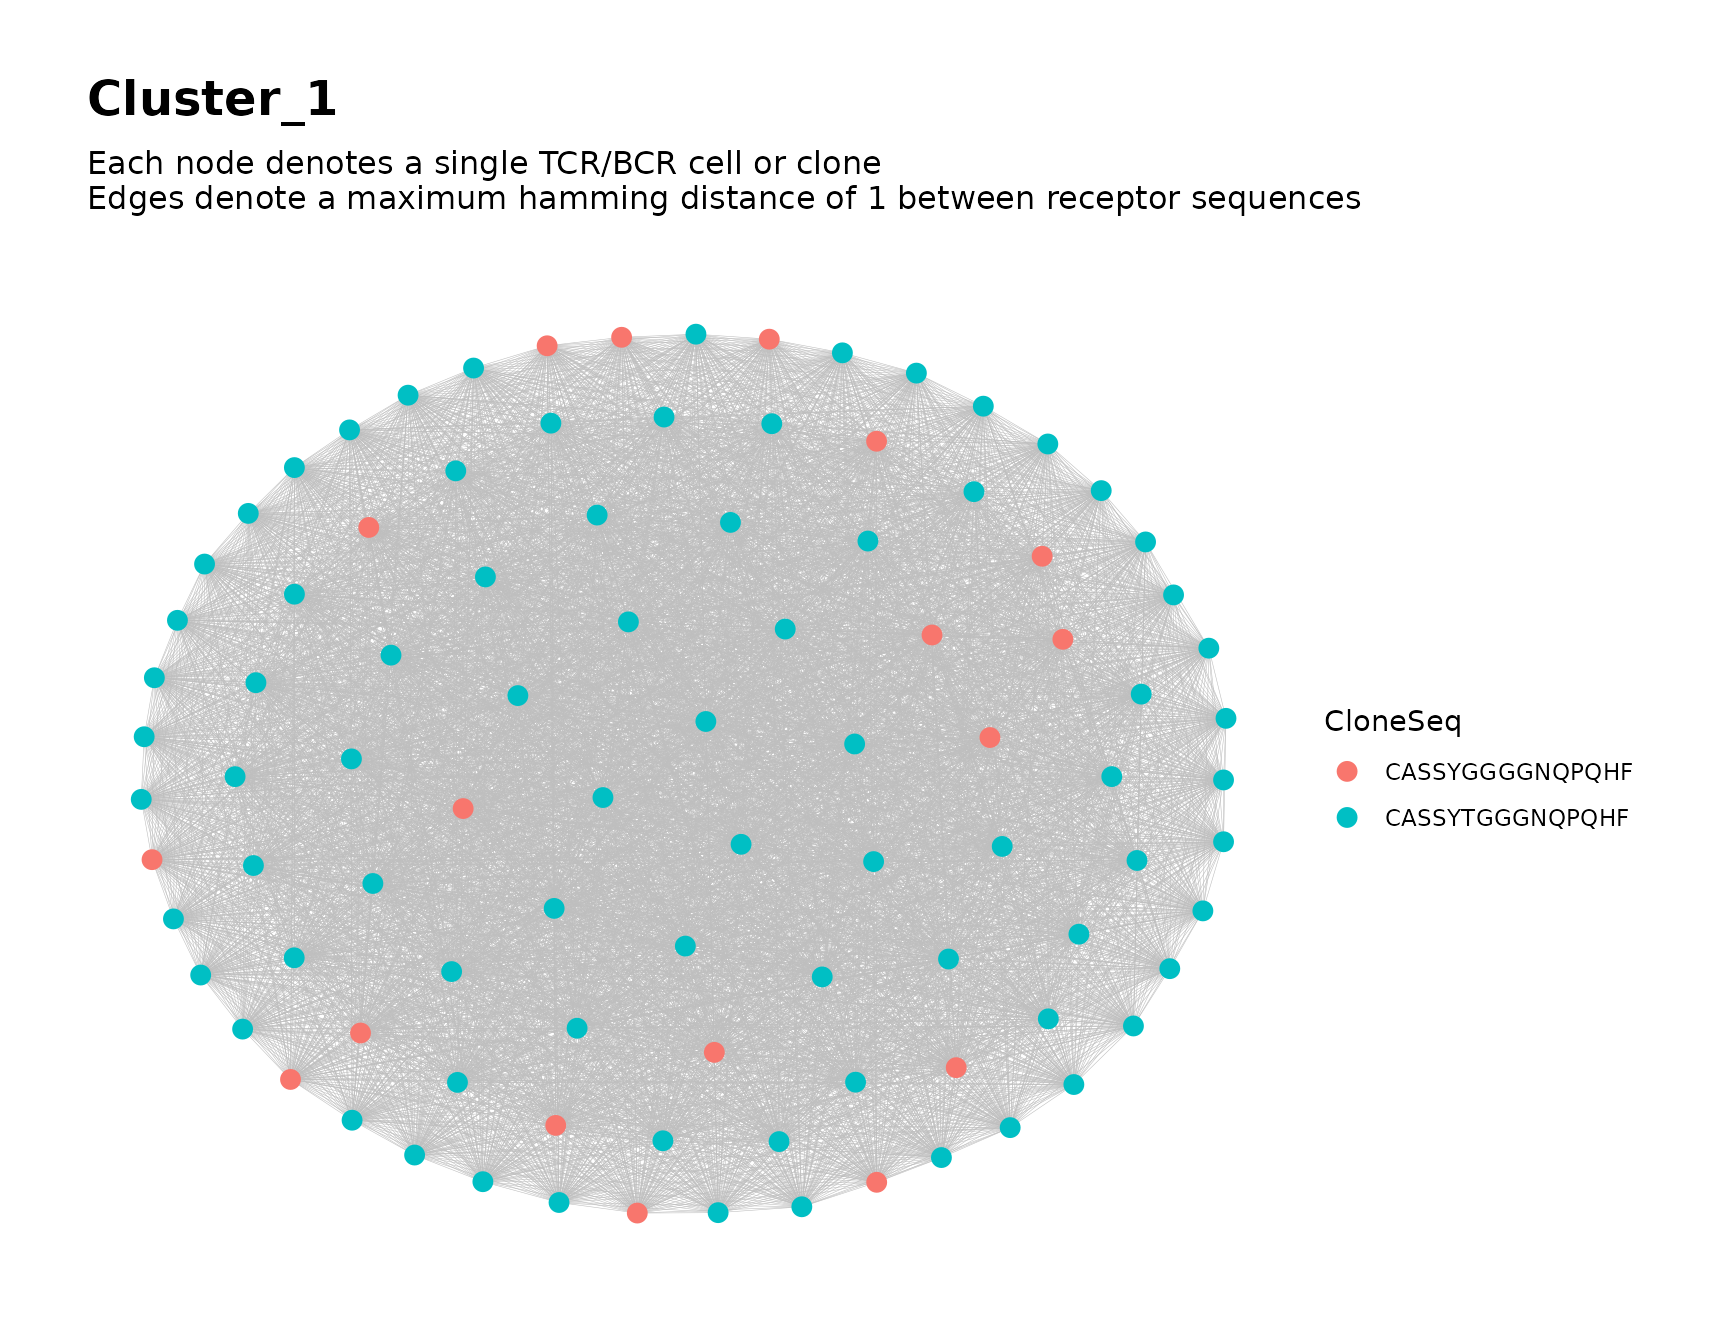 Cluster_1
Each node denotes a single TCR/BCR cell or clone
Edges denote a maximum hamming distance of 1 between receptor sequences
CloneSeq
CASSYGGGGNQPQHF
CASSYTGGGNQPQHF